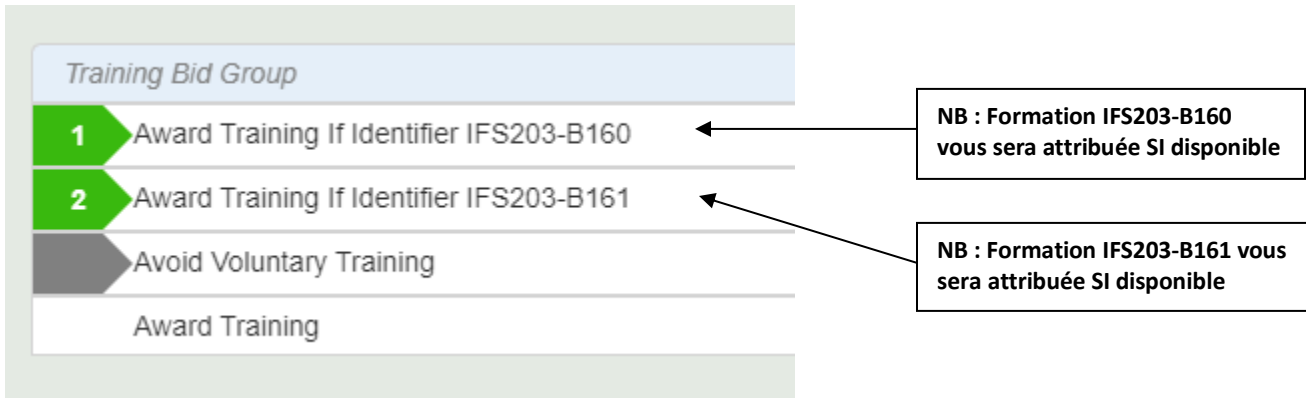 Training Bid Group
1 Award Training If Identifier IFS203-B160
NB : Formation IFS203-B160
vous sera attribuée SI disponible
2 Award Training If Identifier IFS203-B161
Avoid Voluntary Training
NB : Formation IFS203-B161 vous
sera attribuée SI disponible
Award Training